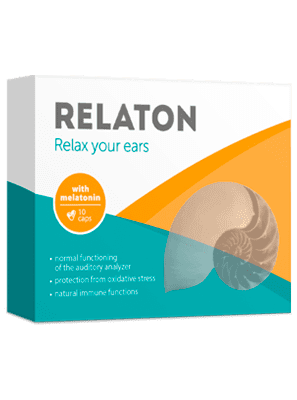 RELATON
Relax your ears
with
melatonin
10
caps
• normal functioning
of the auditory analyzer
• protection from oxidative stress
• natural immune functions